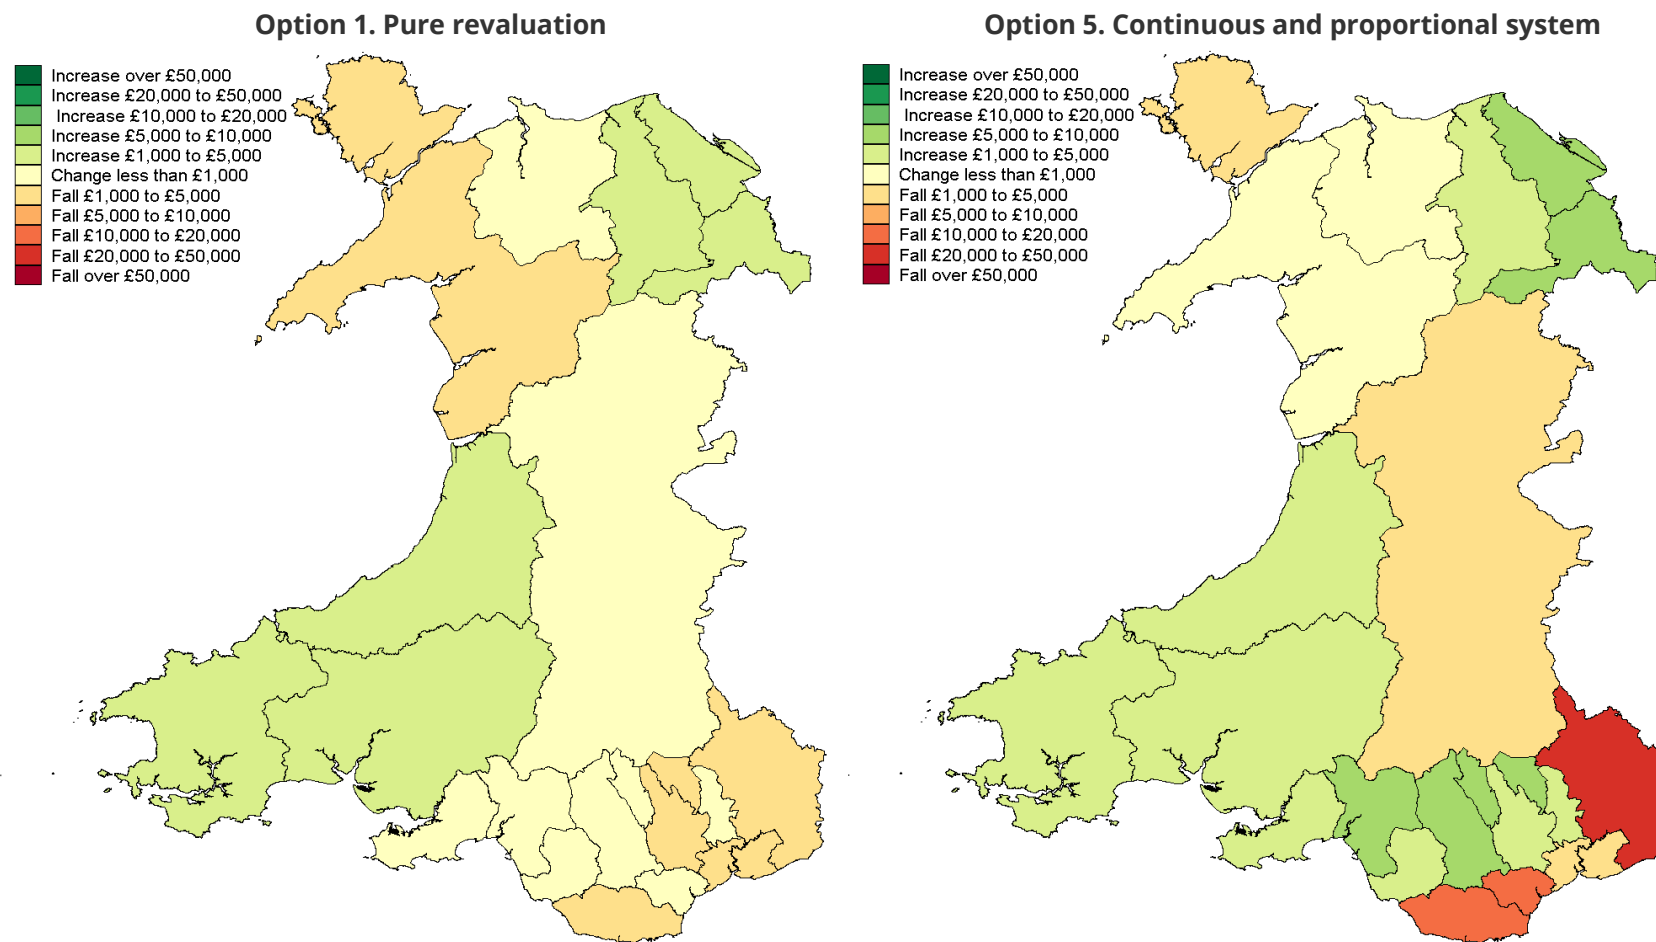 Option 1. Pure revaluation
Increase over £50,000
Increase £20,000 to £50,000
Increase £10,000 to £20,000
Increase £5,000 to £10,000
Increase £1,000 to £5,000
Change less than £1,000
Fall £1,000 to £5,000
Fall £5,000 to £10,000
Fall £10,000 to £20,000
Fall £20,000 to £50,000
Fall over £50,000
Option 5. Continuous and proportional system
Increase over £50,000
Increase £20,000 to £50,000
Increase £10,000 to £20,000
Increase £5,000 to £10,000
Increase £1,000 to £5,000
Change less than £1,000
Fall £1,000 to £5,000
Fall £5,000 to £10,000
Fall £10,000 to £20,000
Fall £20,000 to £50,000
Fall over £50,000